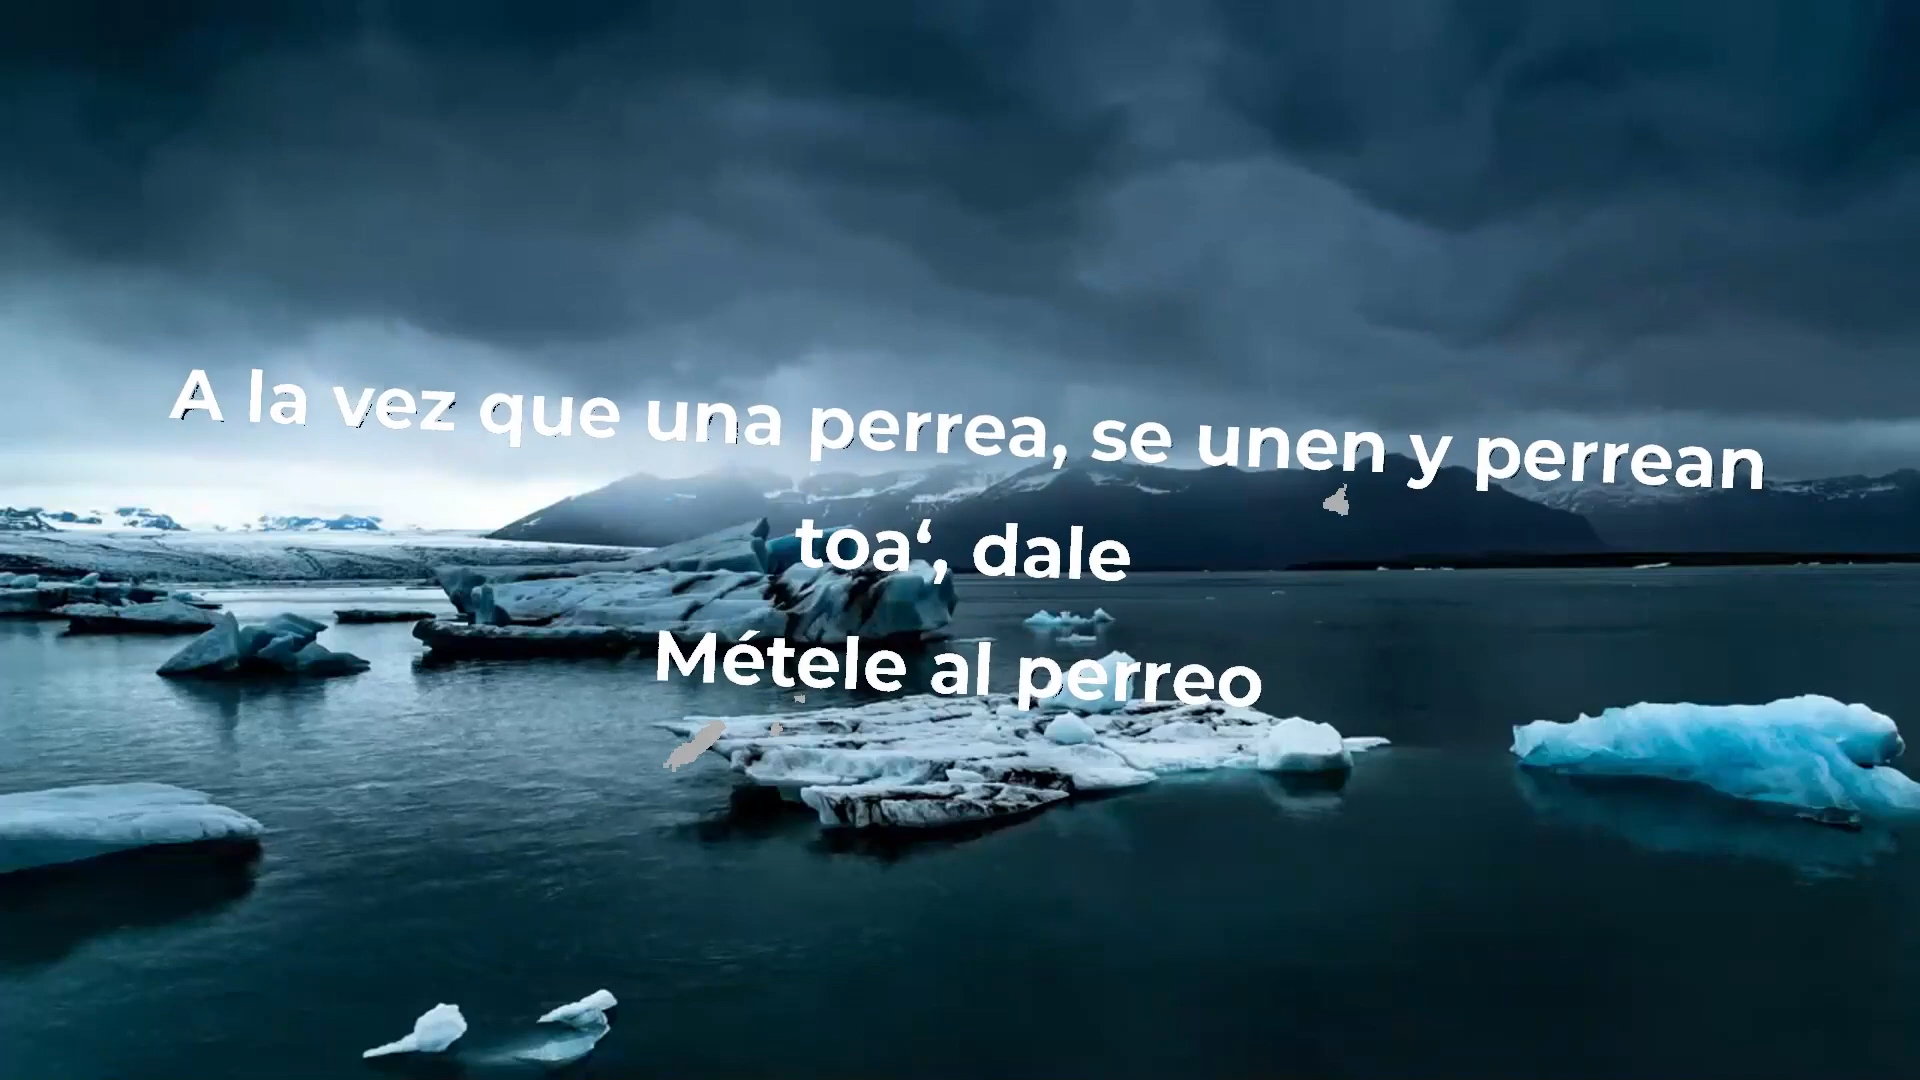 A la vez que una perrea, se unen y perrean
toa‘, dale
Métele al perreo